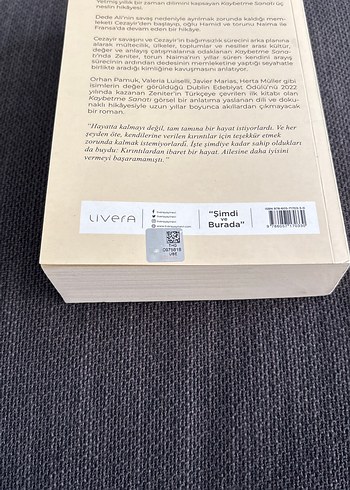 Yetmiş yıllık bir zaman dilimini kapsayan Kaybetme Sanatı üç
neslin hikâyesi.
Dede Ali'nin savaş nedeniyle ayrılmak zorunda kaldığı mem-
leketi Cezayir'den başlayıp, oğlu Hamid ve torunu Naima ile
Fransa'da devam eden bir hikâye.
Cezayir savaşını ve Cezayir'in bağımsızlık sürecini arka planına
alarak mültecilik, ülkeler, toplumlar ve nesiller arası kültür,
değer ve anlayış çatışmalarına odaklanan Kaybetme Sana-
tı'nda Zeniter, torun Naima'nın yıllar süren kendini arayış
sürecinin ardından dedesinin memleketine yaptığı seyahatle
birlikte aradığı kimliğine kavuşmasını anlatıyor.
Orhan Pamuk, Valeria Luiselli, Javier Marías, Herta Müller gibi
isimlerin değer görüldüğü Dublin Edebiyat Ödülü'nü 2022
yılında kazanan Zeniter'in Türkçeye çevrilen ilk kitabı olan
Kaybetme Sanatı görsel bir anlatıma yaslanan dili ve doku-
naklı hikâyesiyle uzun yıllar boyunca akıllardan çıkmayacak
bir roman.
"Hayatta kalmayı değil, tam tamına bir hayat istiyorlardı. Ve her
şeyden öte, kendilerine verilen kırıntılar için teşekkür etmek
zorunda kalmak istemiyorlardı. İşte şimdiye kadar sahip oldukları
da buydu: Kırıntılardan ibaret bir hayat. Ailesine daha iyisini
vermeyi başaramamıştı."
LIVERA
"Şimdi
ve
Burada"